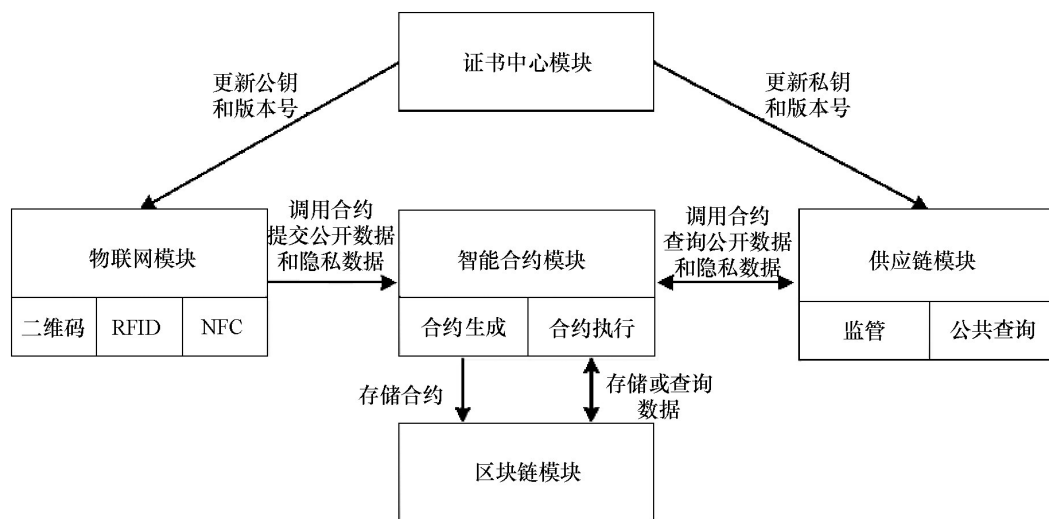 证书中心模块
更新公钥
和版本号
更新私钥
和版本号
物联网模块
二维码
RFID
NFC
调用合约
提交公开数据
和隐私数据
智能合约模块
合约生成
合约执行
调用合约
查询公开数据
和隐私数据
供应链模块
监管
公共查询
存储合约
存储或查询
数据
区块链模块